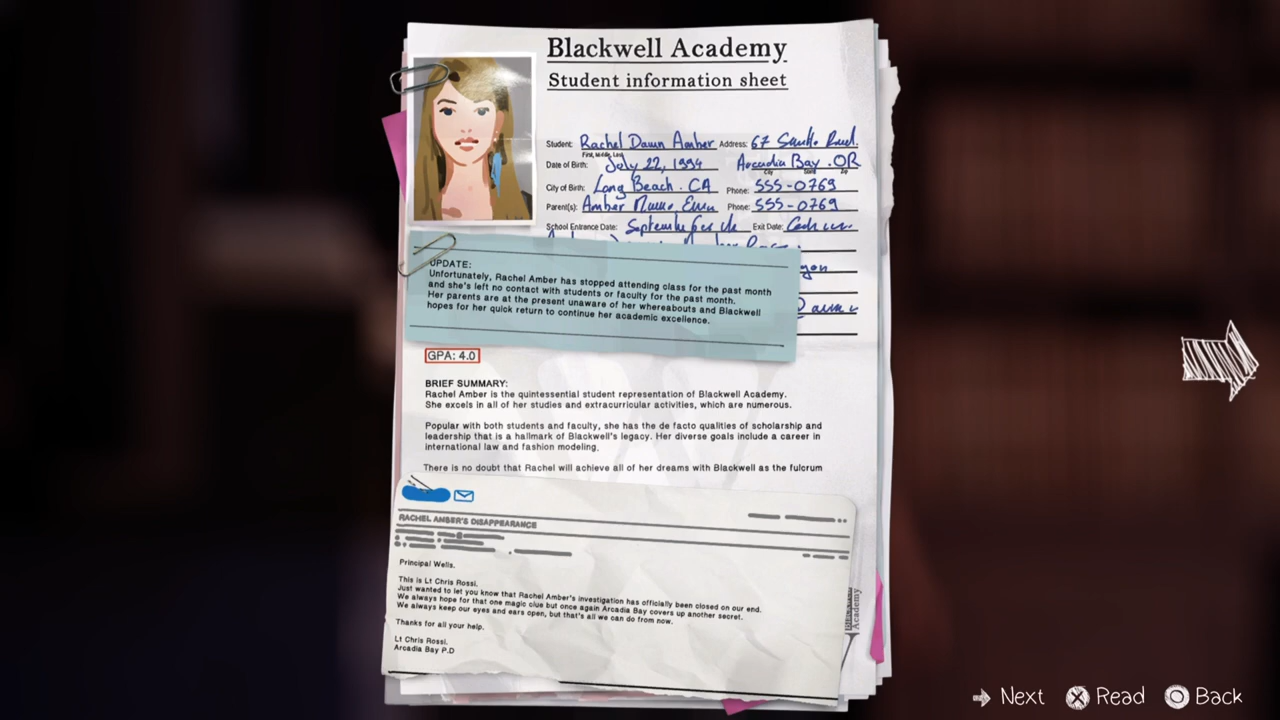 Blackwell Academy
Student information sheet
Student: Rachel Dawn Amber Address: 67
First, Middle, Last
Date of Birth: July 22, 1994 Arcadia Bay. OR
City State Zip
City of Birth: Long Beach. CA Phone: 555-0769
Parent(s): Amber Phone: 555-0769
School Entrance Date: Exit Date:
UPDATE:
Unfortunately, Rachel Amber has stopped attending class for the past month
and she's left no contact with students or faculty for the past month.
Her parents are at the present unaware of her whereabouts and Blackwell
hopes for her quick return to continue her academic excellence.
GPA: 4.0
BRIEF SUMMARY:
Rachel Amber is the quintessential student representation of Blackwell Academy.
She excels in all of her studies and extracurricular activities, which are numerous.
Popular with both students and faculty, she has the de facto qualities of scholarship and
leadership that is a hallmark of Blackwell's legacy. Her diverse goals include a career in
international law and fashion modeling.
There is no doubt that Rachel will achieve all of her dreams with Blackwell as the fulcrum
RACHEL AMBER'S DISAPPEARANCE
Principal Wells.
This is Lt Chris Rossi.
Just wanted to let you know that Rachel Amber's investigation has officially been closed on our end.
We always hope for that one magic clue but once again Arcadia Bay covers up another secret.
We always keep our eyes and ears open, but that's all we can do from now.
Thanks for all your help.
Lt Chris Rossi.
Arcadia Bay P.D
Academy
Next Read Back